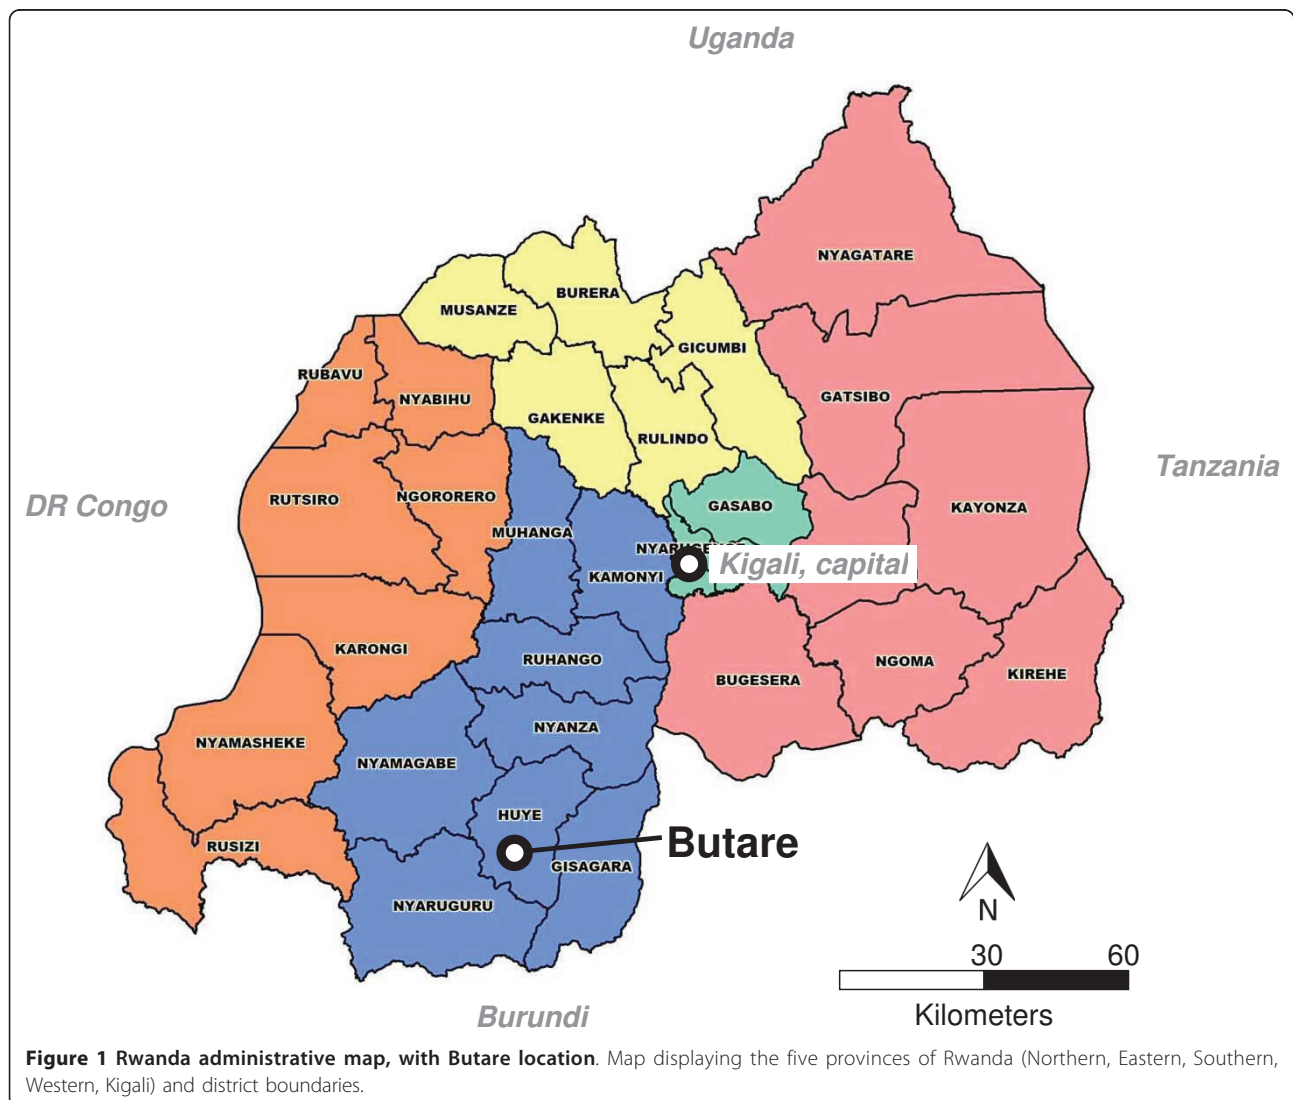 Uganda
NYAGATARE
BURERA
MUSANZE
GICUMBI
RUBAVU
NYABIHU
GATSIBO
GAKENKE
RULINDO
Tanzania
RUTSIRO
NGORORERO
DR Congo
GASABO
KAYONZA
MUHANGA
Kigali, capital
KAMONYI
KARONGI
RUHANGO
NGOMA
KIREHE
BUGESERA
NYANZA
NYAMASHEKE
NYAMAGABE
HUYE
Butare
RUSIZI
GISAGARA
NYARUGURU
N
30 60
Kilometers
Burundi
Figure 1 Rwanda administrative map, with Butare location. Map displaying the five provinces of Rwanda (Northern, Eastern, Southern,
Western, Kigali) and district boundaries.